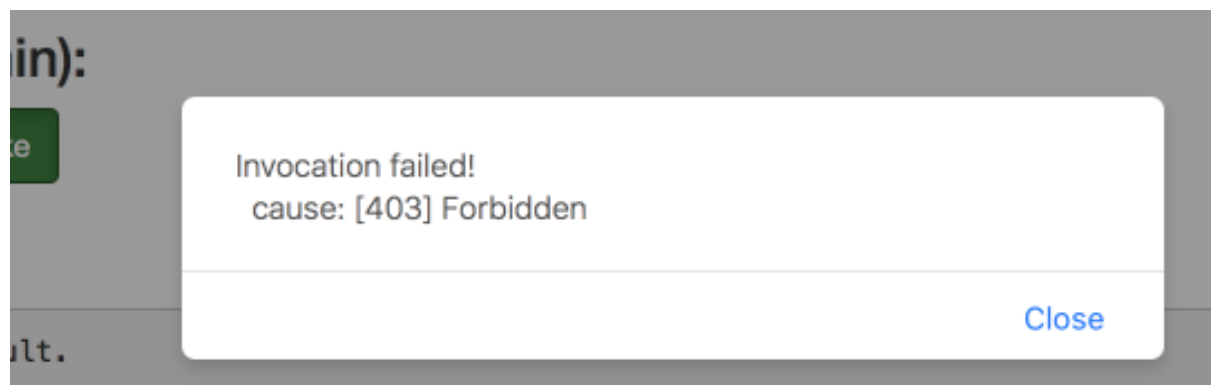 in):
Invocation failed!
cause: [403] Forbidden
Close
ult.